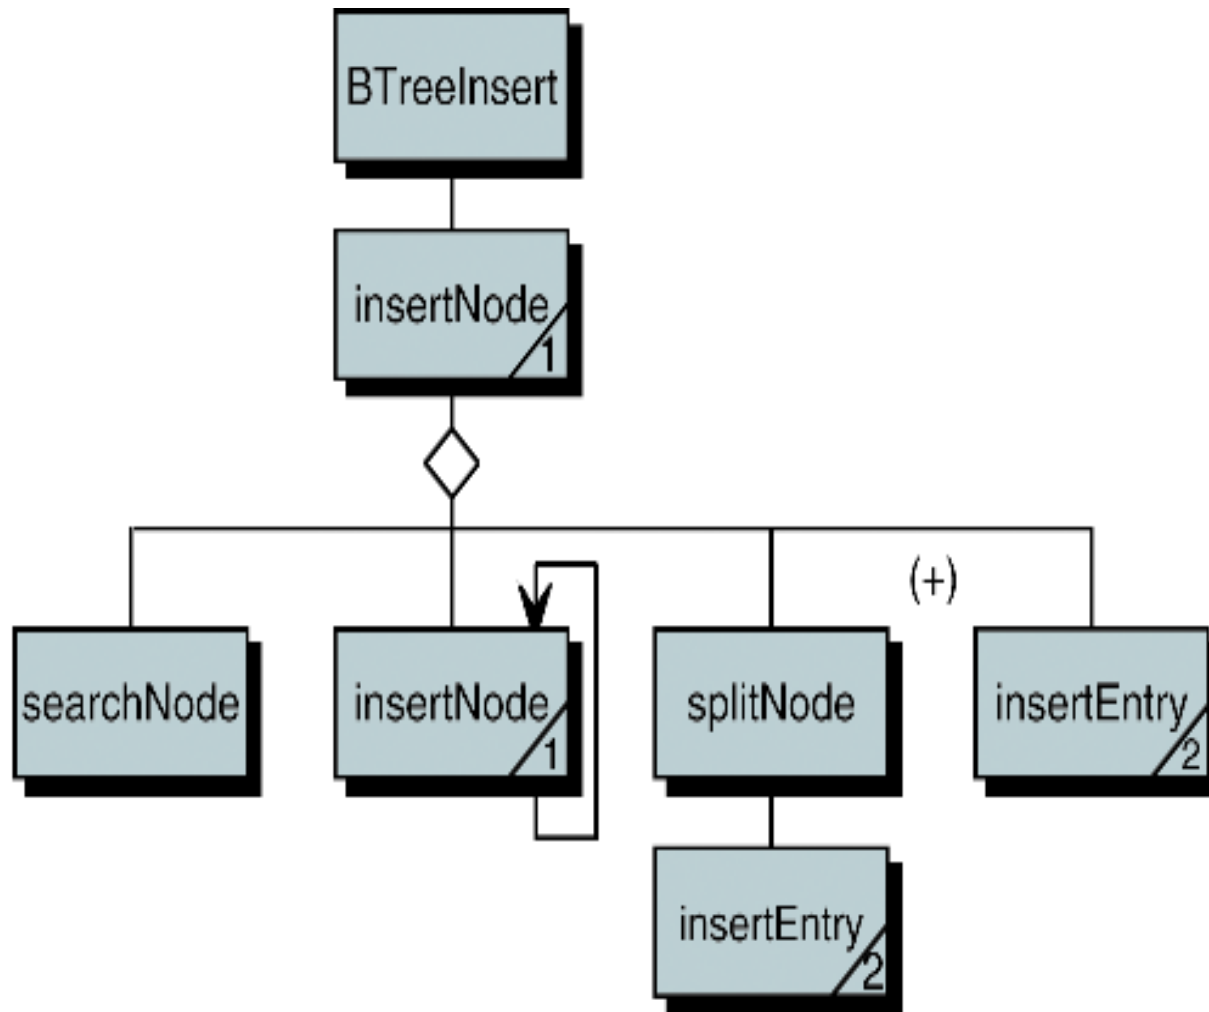 BTreeInsert
insertNode
1
(+)
searchNode
insertNode
1
splitNode
insertEntry
2
insertEntry
2